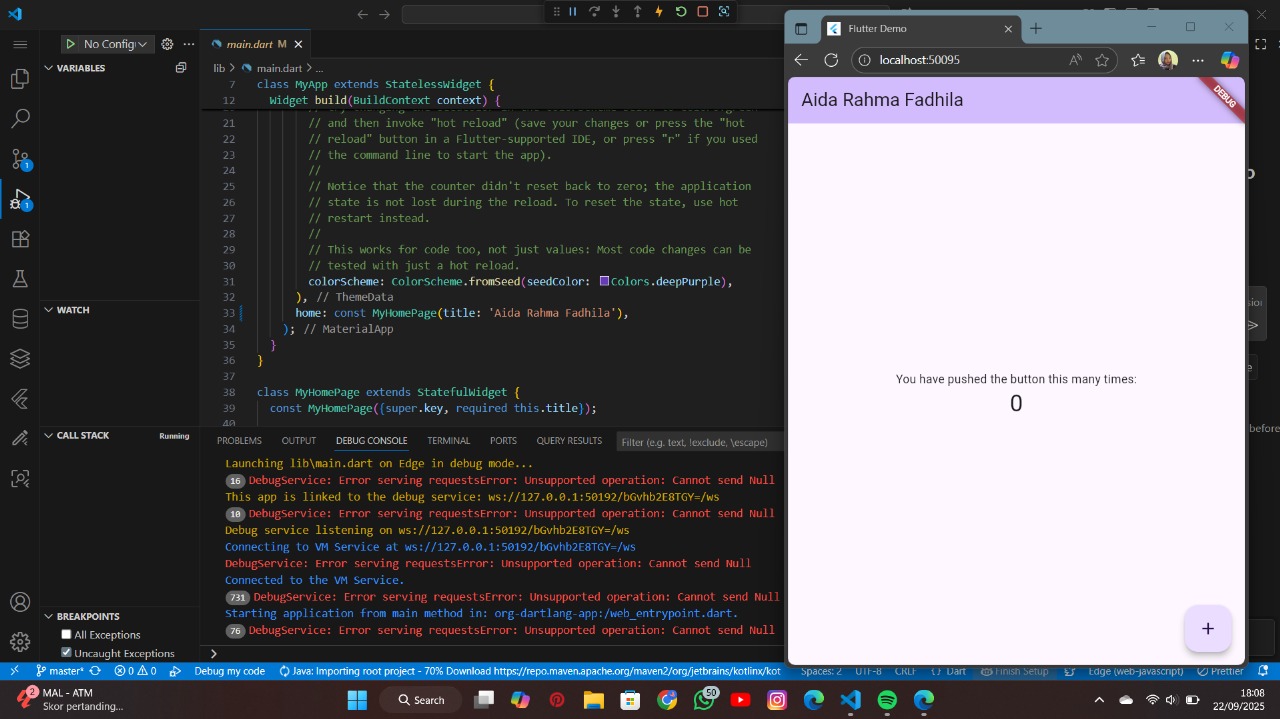 No Config
main.dart M
lib > main.dart > ...
VARIABLES
7 class MyApp extends StatelessWidget {
12 Widget build(BuildContext context) {
21 // and then invoke "hot reload" (save your changes or press the "hot
22 // reload" button in a Flutter-supported IDE, or press "r" if you used
23 // the command line to start the app).
24 //
25 // Notice that the counter didn't reset back to zero; the application
26 // state is not lost during the reload. To reset the state, use hot
27 // restart instead.
28 //
29 // This works for code too, not just values: Most code changes can be
30 // tested with just a hot reload.
31 colorScheme: ColorScheme.fromSeed(seedColor: Colors.deepPurple),
32 ), // ThemeData
33 home: const MyHomePage(title: 'Aida Rahma Fadhila'),
34 ); // MaterialApp
35 }
36 }
37
38 class MyHomePage extends StatefulWidget {
39 const MyHomePage({super.key, required this.title});
40
WATCH
CALL STACK Running
BREAKPOINTS
All Exceptions
Uncaught Exceptions
PROBLEMS OUTPUT DEBUG CONSOLE TERMINAL PORTS QUERY RESULTS Filter (e.g. text, !exclude, \escape)
Launching lib\main.dart on Edge in debug mode...
16 DebugService: Error serving requestsError: Unsupported operation: Cannot send Null
This app is linked to the debug service: ws://127.0.0.1:50192/bGvhb2E8TGY=/ws
10 DebugService: Error serving requestsError: Unsupported operation: Cannot send Null
Debug service listening on ws://127.0.0.1:50192/bGvhb2E8TGY=/ws
Connecting to VM Service at ws://127.0.0.1:50192/bGvhb2E8TGY=/ws
DebugService: Error serving requestsError: Unsupported operation: Cannot send Null
Connected to the VM Service.
731 DebugService: Error serving requestsError: Unsupported operation: Cannot send Null
Starting application from main method in: org-dartlang-app:/web_entrypoint.dart.
76 DebugService: Error serving requestsError: Unsupported operation: Cannot send Null
>
Flutter Demo
localhost:50095
Aida Rahma Fadhila
DEBUG
You have pushed the button this many times:
0
+
before
master* 0 0 Debug my code Java: Importing root project - 70% Download https://repo.maven.apache.org/maven2/org/jetbrains/kotlinx/kot Spaces: 2 UTF-8 CRLF {} Dart Finish Setup Edge (web-javascript) Prettier
2 MAL - ATM
Skor pertanding...
Search
50
18:08
22/09/2025